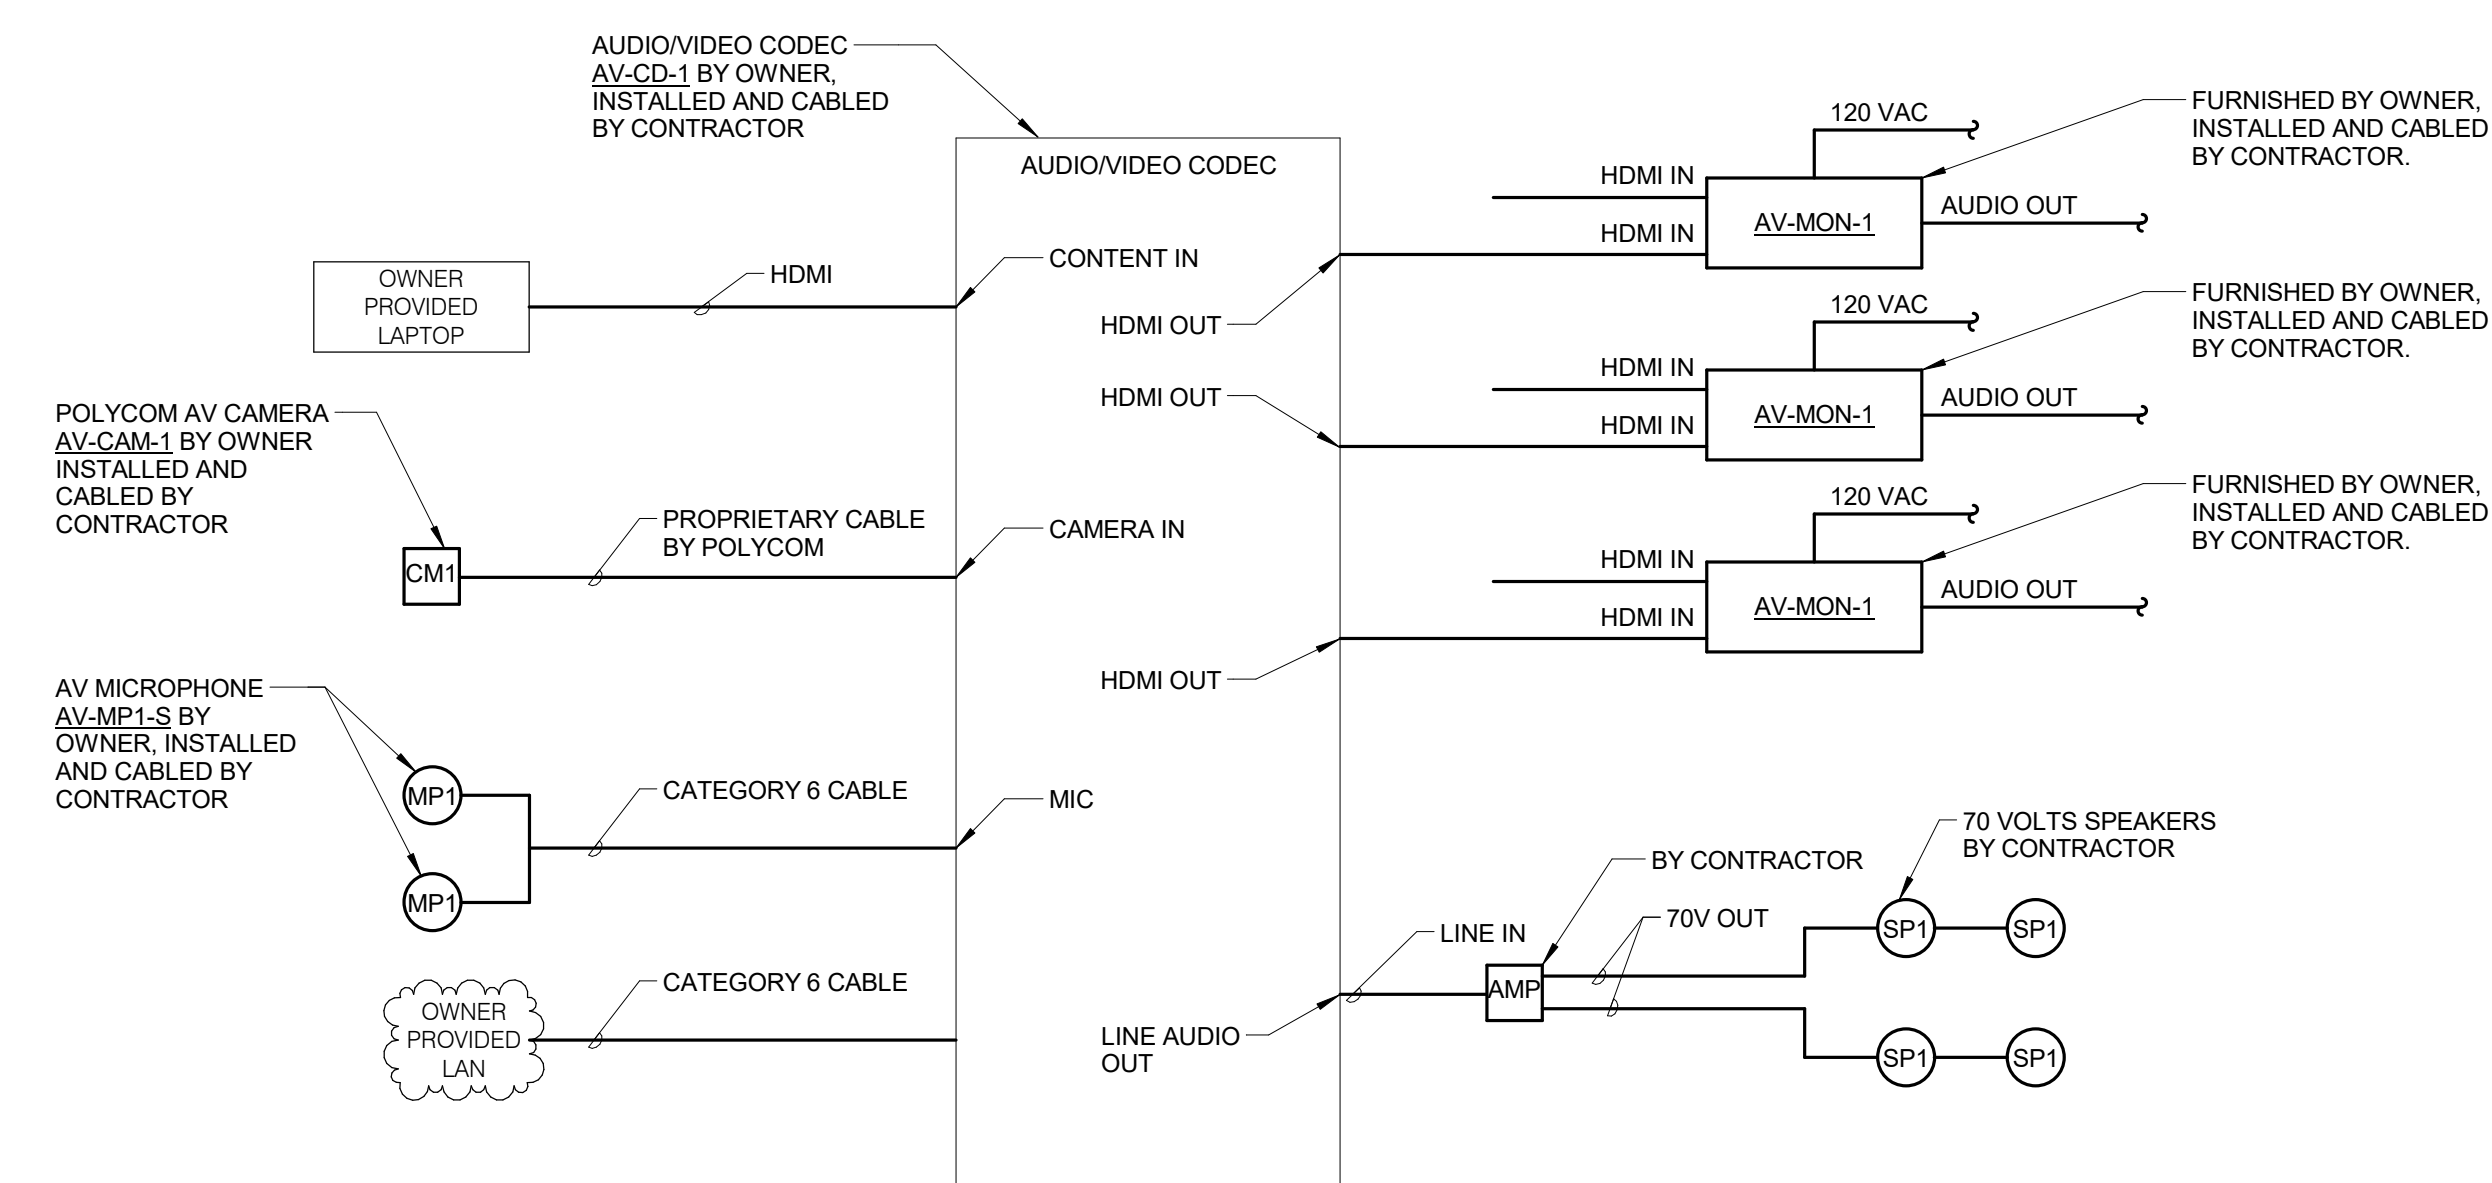 AUDIO/VIDEO CODEC
AV-CD-1 BY OWNER,
INSTALLED AND CABLED
BY CONTRACTOR
AUDIO/VIDEO CODEC
OWNER
PROVIDED
LAPTOP
HDMI
CONTENT IN
POLYCOM AV CAMERA
AV-CAM-1 BY OWNER
INSTALLED AND
CABLED BY
CONTRACTOR
CM1
PROPRIETARY CABLE
BY POLYCOM
CAMERA IN
AV MICROPHONE
AV-MP1-S BY
OWNER, INSTALLED
AND CABLED BY
CONTRACTOR
MP1
MP1
CATEGORY 6 CABLE
MIC
OWNER
PROVIDED
LAN
CATEGORY 6 CABLE
HDMI OUT
HDMI OUT
HDMI OUT
LINE AUDIO
OUT
120 VAC
HDMI IN
HDMI IN
AV-MON-1
AUDIO OUT
FURNISHED BY OWNER,
INSTALLED AND CABLED
BY CONTRACTOR.
120 VAC
HDMI IN
HDMI IN
AV-MON-1
AUDIO OUT
FURNISHED BY OWNER,
INSTALLED AND CABLED
BY CONTRACTOR.
120 VAC
HDMI IN
HDMI IN
AV-MON-1
AUDIO OUT
FURNISHED BY OWNER,
INSTALLED AND CABLED
BY CONTRACTOR.
LINE IN
AMP
BY CONTRACTOR
70V OUT
70 VOLTS SPEAKERS
BY CONTRACTOR
SP1
SP1
SP1
SP1